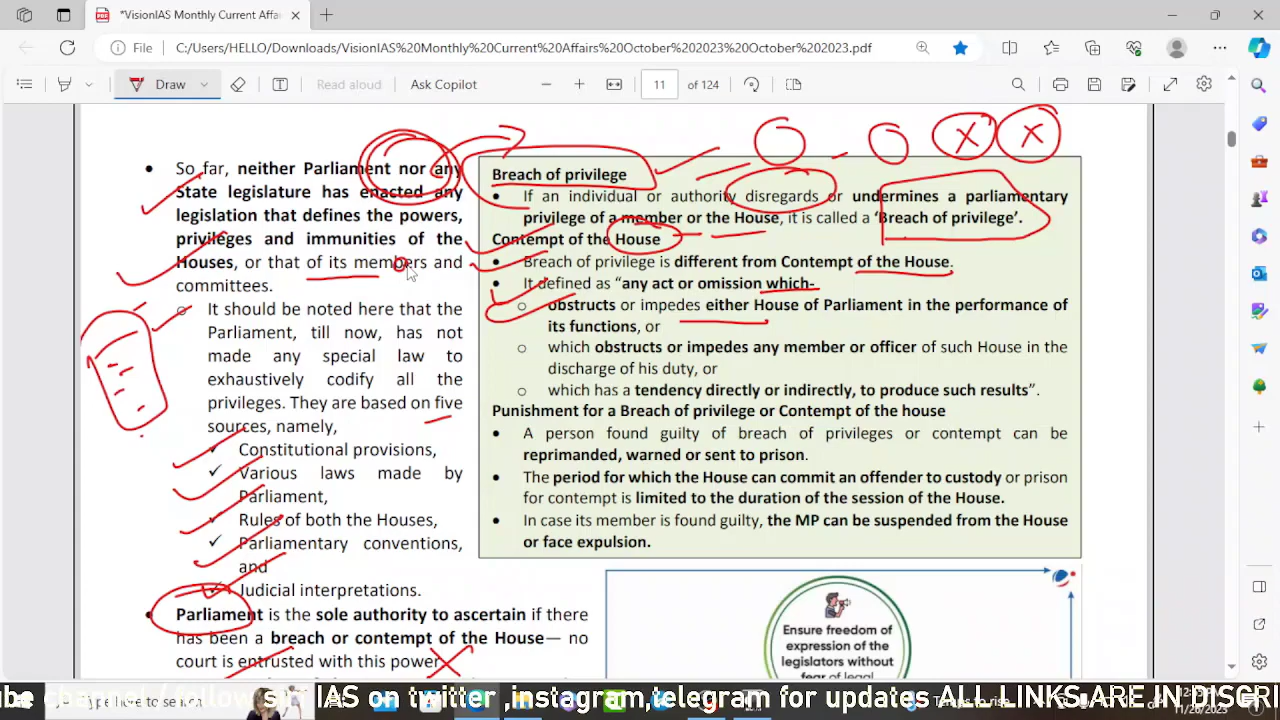 *VisionIAS Monthly Current Affai
File
C:/Users/HELLO/Downloads/VisionIAS%20Monthly%20Current%20Affairs%20October%202023%20October%202023.pdf
Draw
Read aloud
Ask Copilot
11
of 124
• So far, neither Parliament nor any
State legislature has enacted any
legislation that defines the powers,
privileges and immunities of the
Houses, or that of its members and
committees.
o It should be noted here that the
Parliament, till now, has not
made any special law to
exhaustively codify all the
privileges. They are based on five
sources, namely,
✓ Constitutional provisions,
✓ Various laws made by
Parliament,
✓ Rules of both the Houses,
✓ Parliamentary conventions,
and
✓ Judicial interpretations.
• Parliament is the sole authority to ascertain if there
has been a breach or contempt of the House— no
court is entrusted with this power
Breach of privilege
• If an individual or authority disregards or undermines a parliamentary
privilege of a member or the House, it is called a 'Breach of privilege'.
Contempt of the House
• Breach of privilege is different from Contempt of the House.
• It defined as "any act or omission which-
o obstructs or impedes either House of Parliament in the performance of
its functions, or
o which obstructs or impedes any member or officer of such House in the
discharge of his duty, or
o which has a tendency directly or indirectly, to produce such results".
Punishment for a Breach of privilege or Contempt of the house
• A person found guilty of breach of privileges or contempt can be
reprimanded, warned or sent to prison.
• The period for which the House can commit an offender to custody or prison
for contempt is limited to the duration of the session of the House.
• In case its member is found guilty, the MP can be suspended from the House
or face expulsion.
Ensure freedom of
expression of the
legislators without
fear of legal
be channel / follow
IAS on twitter ,instagram,telegram for updates ALL LINKS ARE IN DISCRI